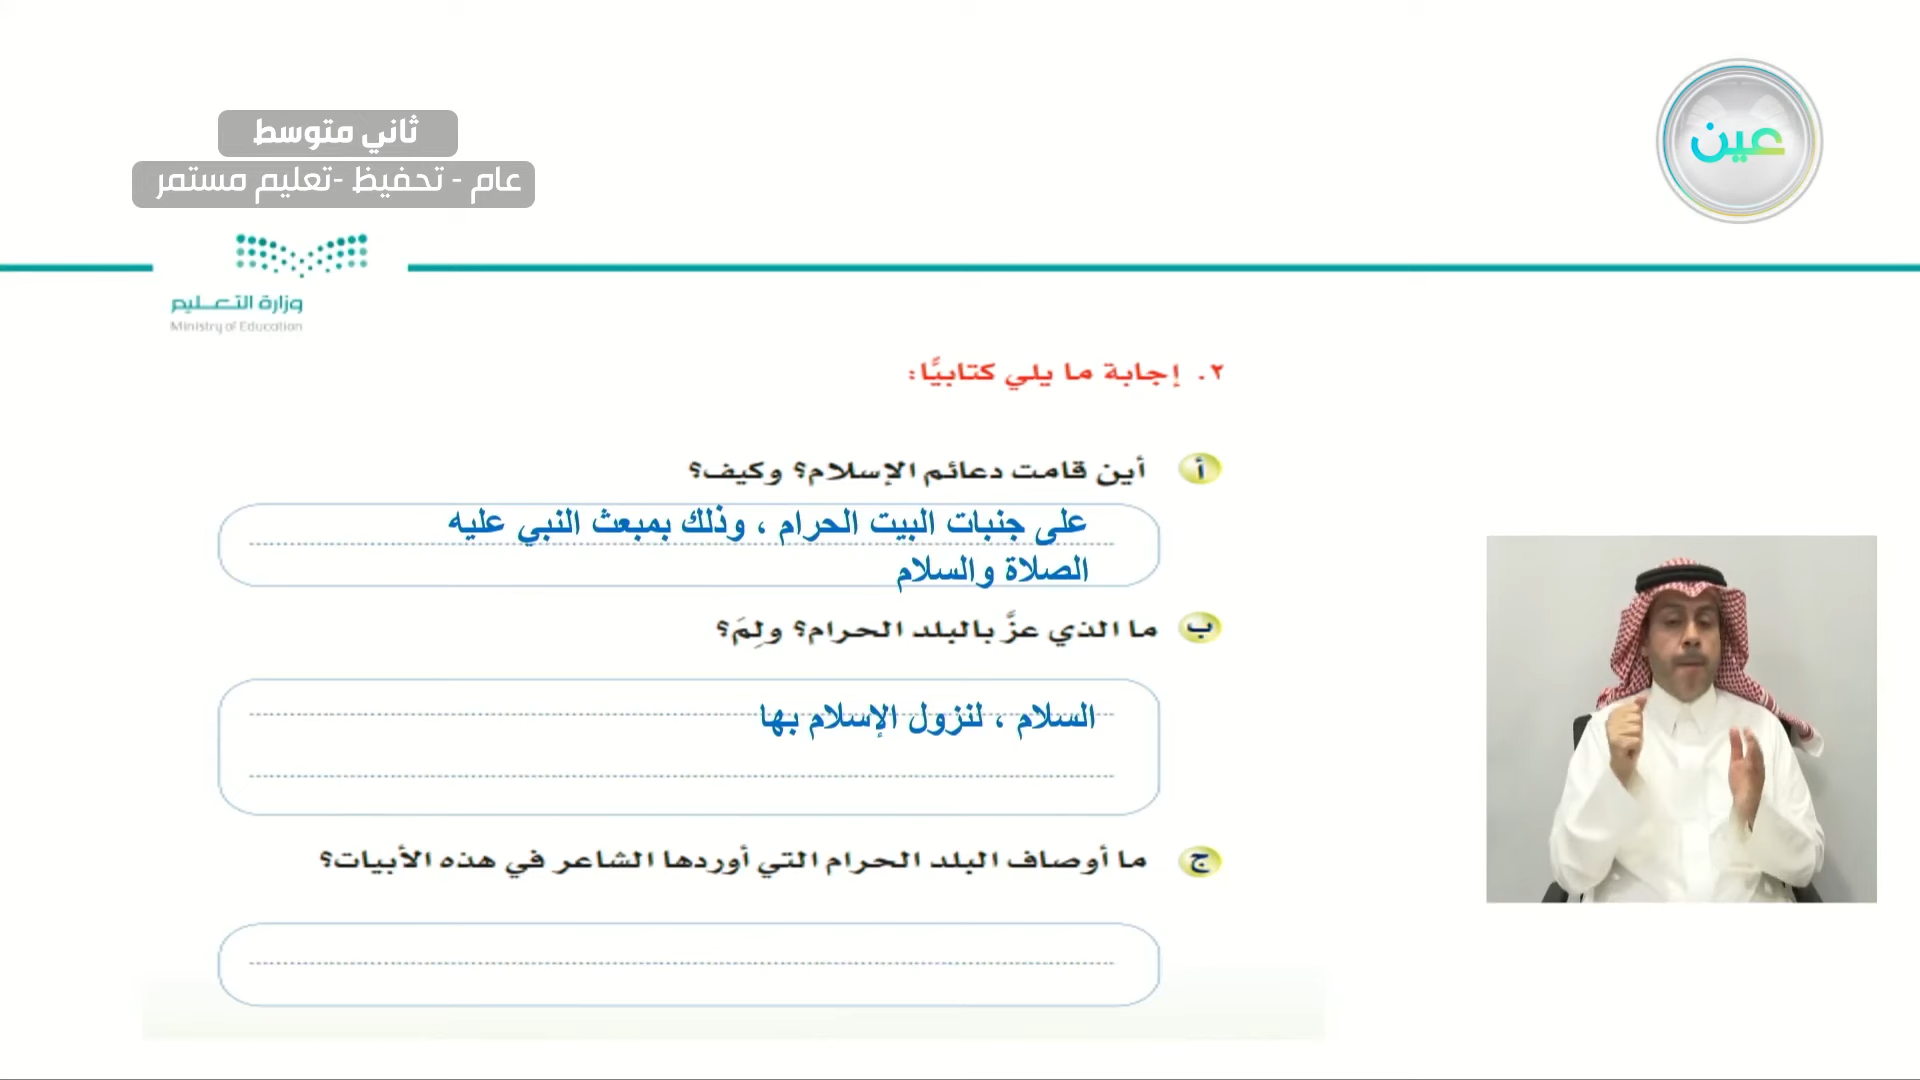 ثاني متوسط
عام - تحفيظ -تعليم مستمر
عين
وزارة التعليم
Ministry of Education
٢. إجابة ما يلي كتابيًّا:
أ أين قامت دعائم الإسلام؟ وكيف؟
على جنبات البيت الحرام ، وذلك بمبعث النبي عليه
الصلاة والسلام
ب ما الذي عزَّ بالبلد الحرام؟ ولِمَ؟
السلام ، لنزول الإسلام بها
ج ما أوصاف البلد الحرام التي أوردها الشاعر في هذه الأبيات؟